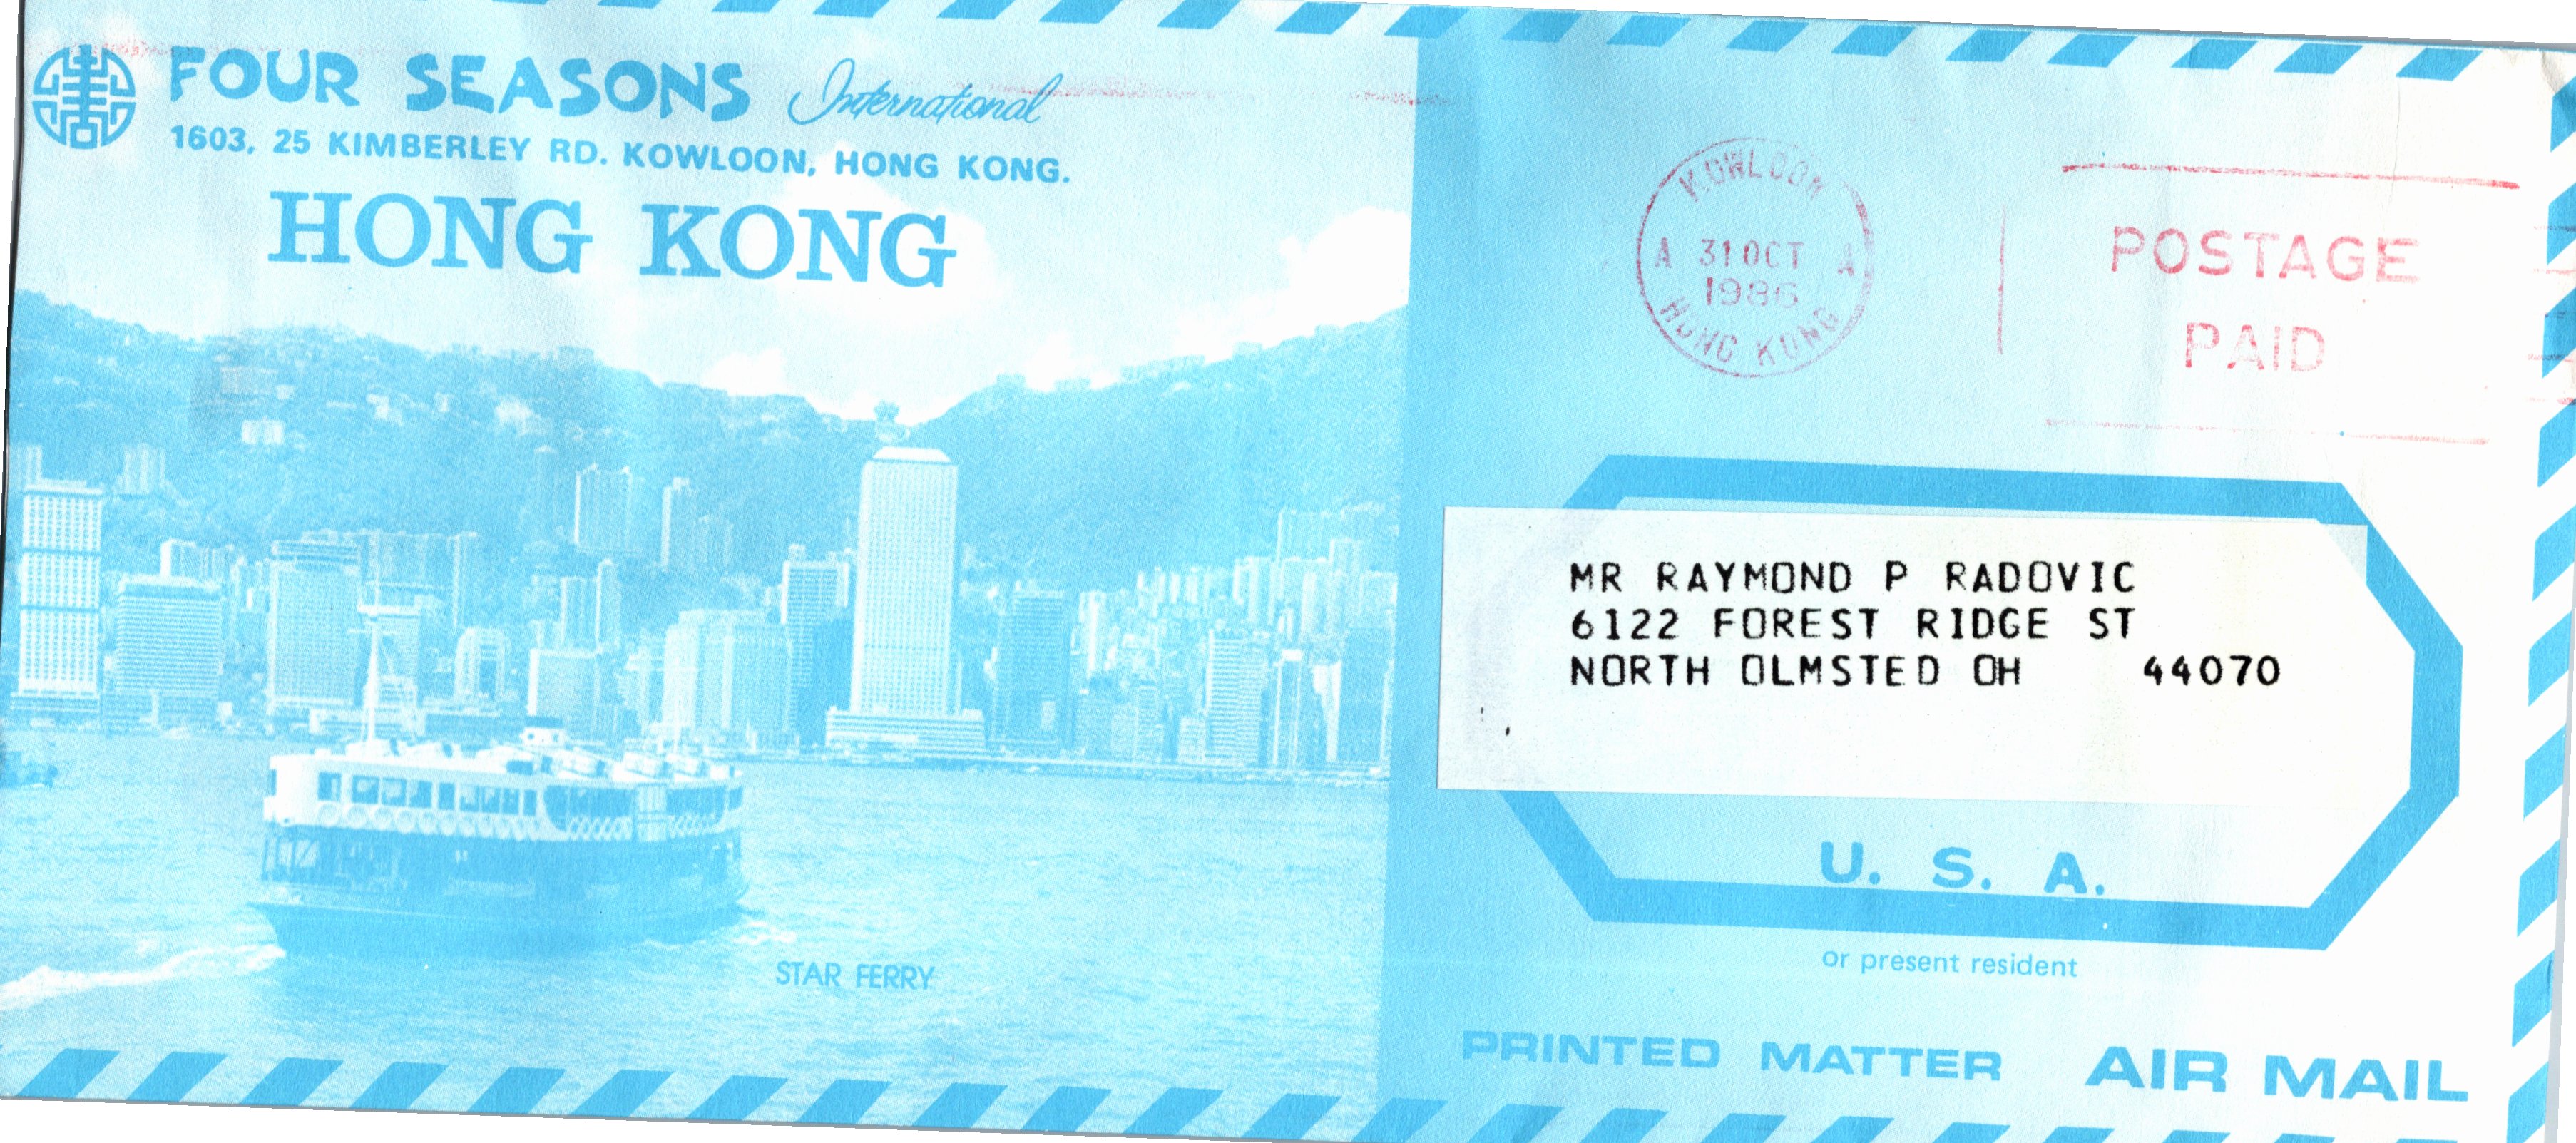 FOUR SEASONS International
1603, 25 KIMBERLEY RD. KOWLOON, HONG KONG.
HONG KONG
STAR FERRY
KOWLOON
A 31 OCT A
1986
HONG KONG
POSTAGE
PAID
MR RAYMOND P RADOVIC
6122 FOREST RIDGE ST
NORTH OLMSTED OH 44070
U. S. A.
or present resident
PRINTED MATTER AIR MAIL